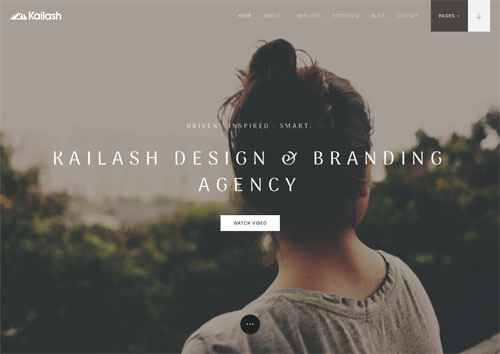 Kailash
HOME ABOUT SERVICES PORTFOLIO BLOG CONTACT PAGES
DRIVEN . INSPIRED . SMART.
KAILASH DESIGN & BRANDING
AGENCY
WATCH VIDEO